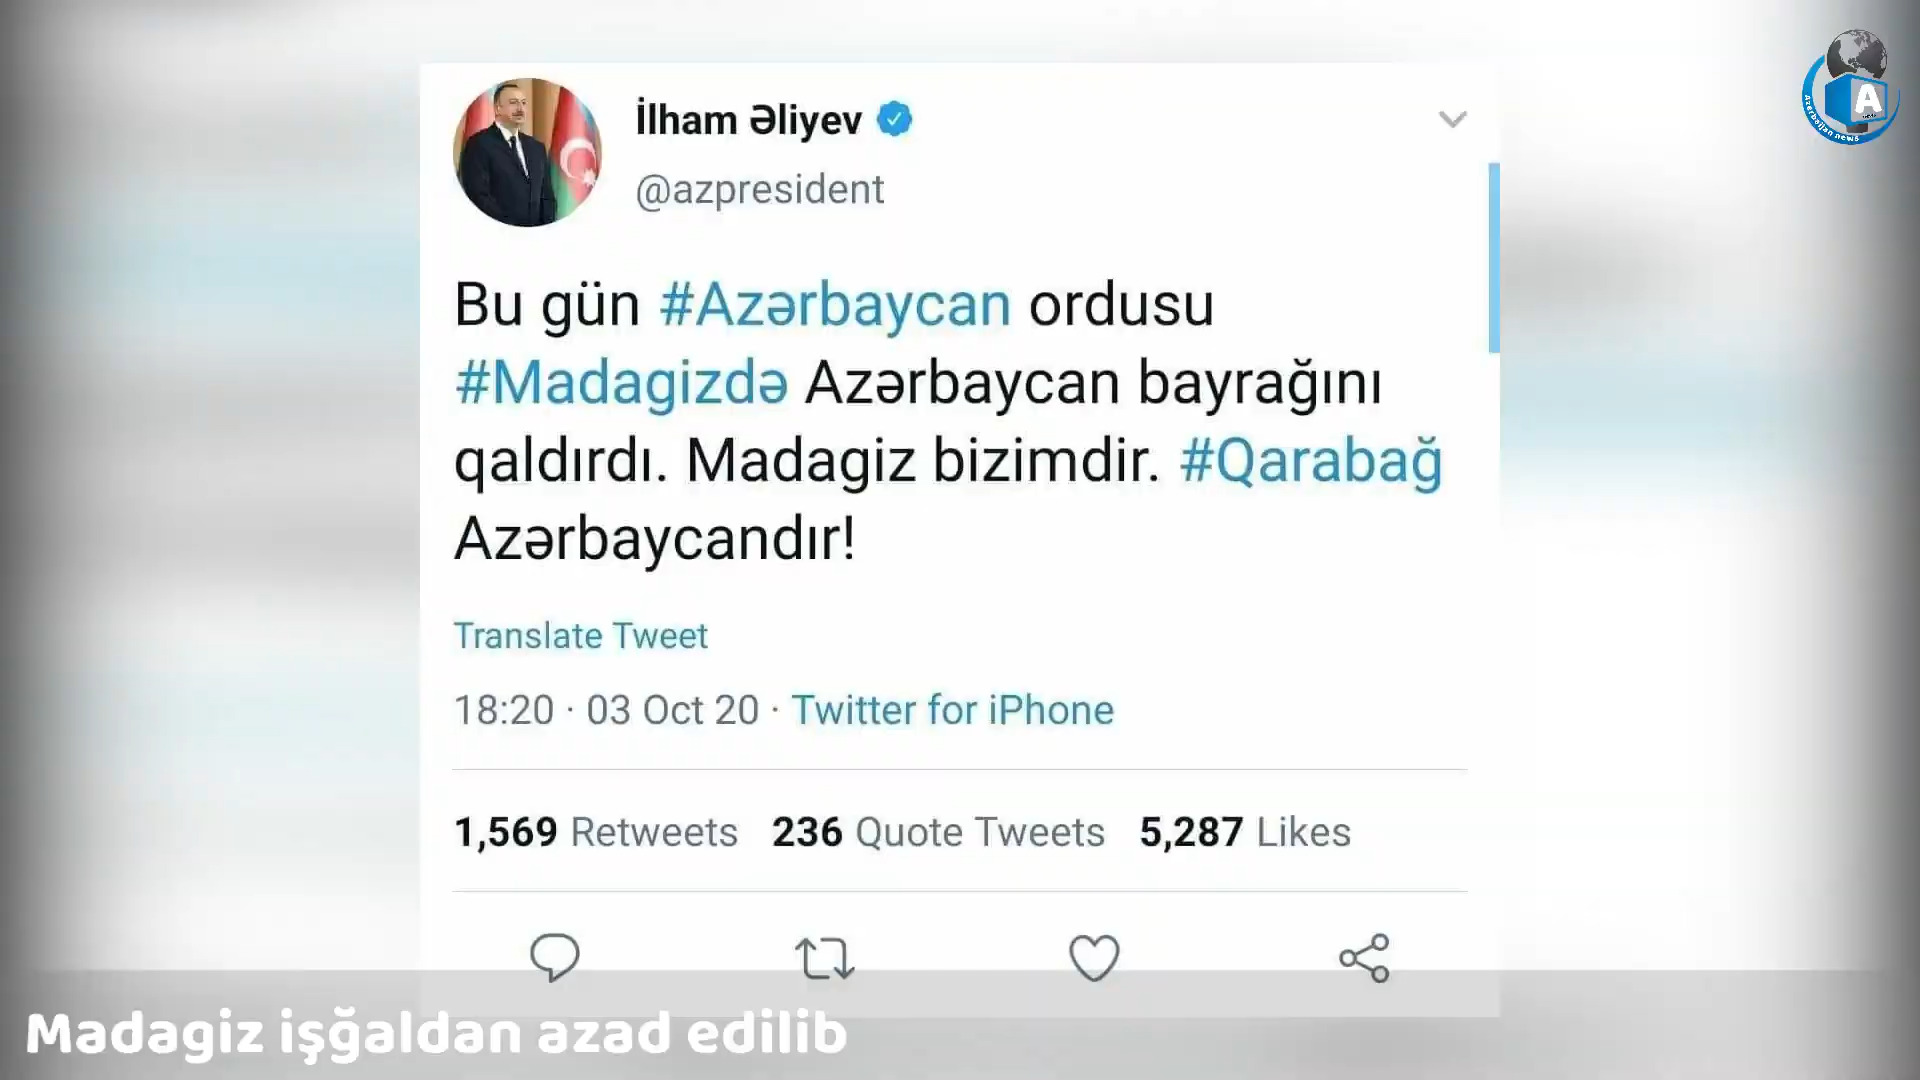 İlham Əliyev
@azpresident
Bu gün #Azərbaycan ordusu
#Madagizdə Azərbaycan bayrağını
qaldırdı. Madagiz bizimdir. #Qarabağ
Azərbaycandır!
Translate Tweet
18:20 · 03 Oct 20 · Twitter for iPhone
1,569 Retweets 236 Quote Tweets 5,287 Likes
Madagiz işğaldan azad edilib
A
Azerbaijan news